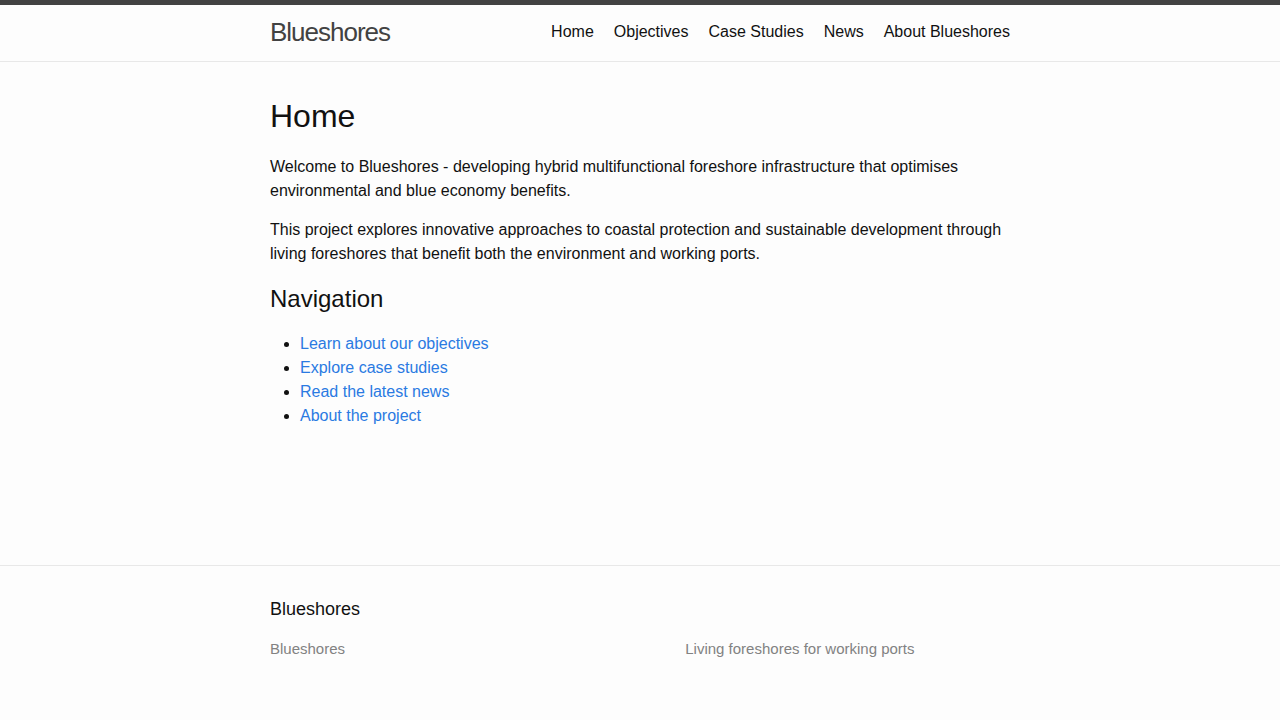 Blueshores
Home Objectives Case Studies News About Blueshores
Home
Welcome to Blueshores - developing hybrid multifunctional foreshore infrastructure that optimises
environmental and blue economy benefits.
This project explores innovative approaches to coastal protection and sustainable development through
living foreshores that benefit both the environment and working ports.
Navigation
Learn about our objectives
Explore case studies
Read the latest news
About the project
Blueshores
Blueshores
Living foreshores for working ports